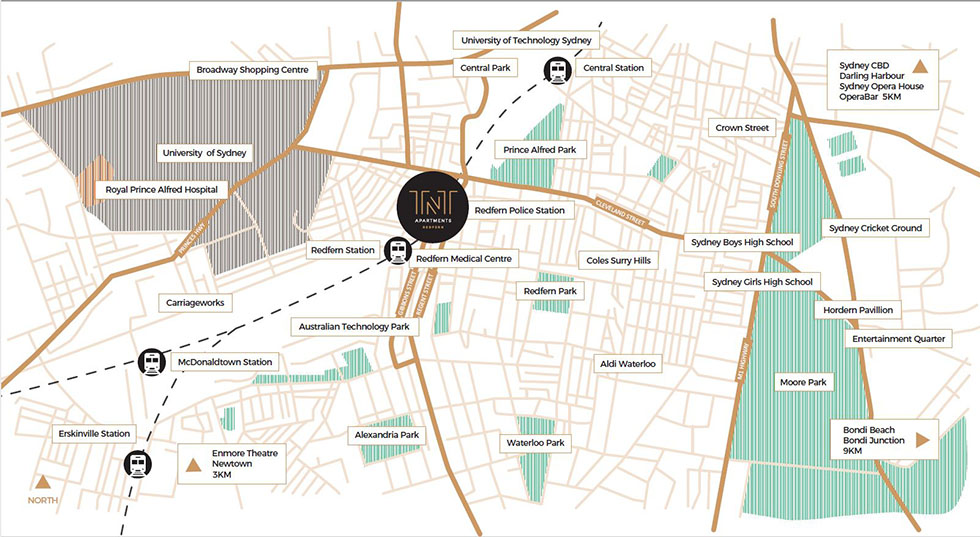 University of Technology Sydney
Broadway Shopping Centre
Central Park
Central Station
Sydney CBD
Darling Harbour
Sydney Opera House
OperaBar 5KM
Crown Street
Prince Alfred Park
University of Sydney
SOUTH DOWLING STREET
Royal Prince Alfred Hospital
TNT
APARTMENTS
REDFERN
Redfern Police Station
CLEVELAND STREET
Sydney Cricket Ground
PRINCES HWY
Redfern Station
Redfern Medical Centre
Sydney Boys High School
Coles Surry Hills
Sydney Girls High School
GIBBONS STREET
REGENT STREET
Redfern Park
Carriageworks
Hordern Pavillion
Australian Technology Park
Entertainment Quarter
McDonaldtown Station
Aldi Waterloo
Moore Park
Erskinville Station
Alexandria Park
Waterloo Park
Bondi Beach
Bondi Junction
9KM
Enmore Theatre
Newtown
3KM
NORTH